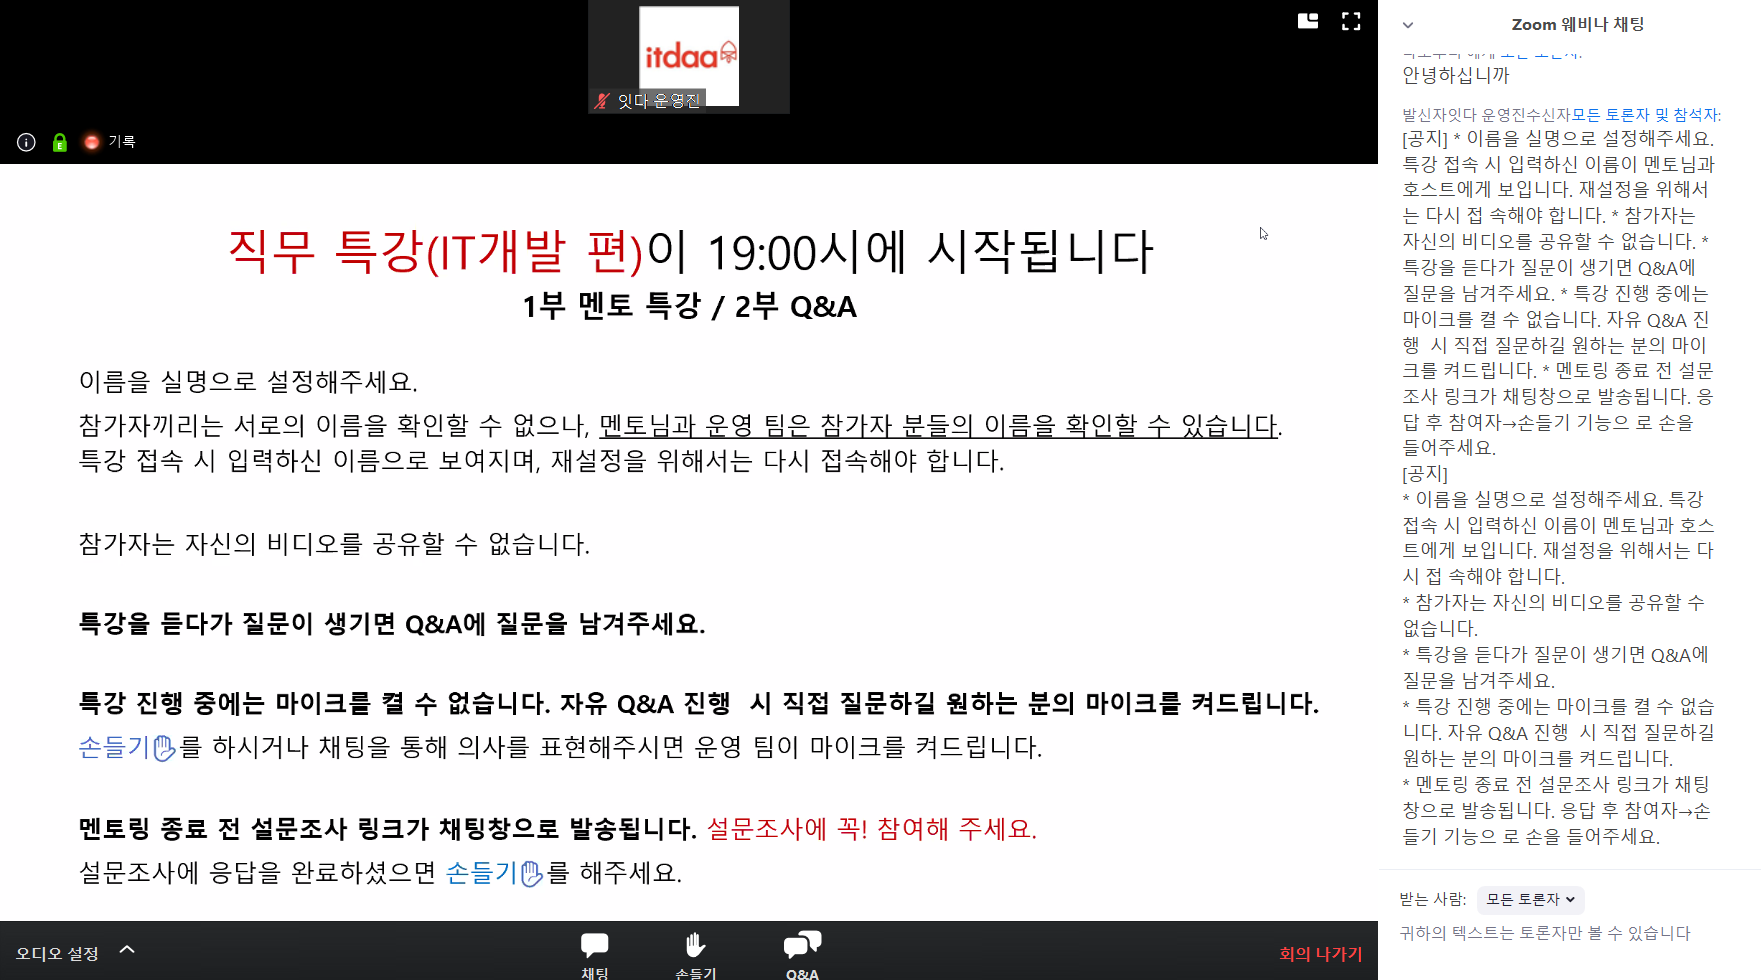 itdaa
잇다 운영진
기록
직무 특강(IT개발 편)이 19:00시에 시작됩니다
1부 멘토 특강 / 2부 Q&A
이름을 실명으로 설정해주세요.
참가자끼리는 서로의 이름을 확인할 수 없으나, 멘토님과 운영 팀은 참가자 분들의 이름을 확인할 수 있습니다.
특강 접속 시 입력하신 이름으로 보여지며, 재설정을 위해서는 다시 접속해야 합니다.
참가자는 자신의 비디오를 공유할 수 없습니다.
특강을 듣다가 질문이 생기면 Q&A에 질문을 남겨주세요.
특강 진행 중에는 마이크를 켤 수 없습니다. 자유 Q&A 진행  시 직접 질문하길 원하는 분의 마이크를 켜드립니다.
손들기를 하시거나 채팅을 통해 의사를 표현해주시면 운영 팀이 마이크를 켜드립니다.
멘토링 종료 전 설문조사 링크가 채팅창으로 발송됩니다. 설문조사에 꼭! 참여해 주세요.
설문조사에 응답을 완료하셨으면 손들기를 해주세요.
오디오 설정
채팅
손들기
Q&A
회의 나가기
Zoom 웨비나 채팅
안녕하십니까
발신자잇다 운영진수신자모든 토론자 및 참석자:
[공지] * 이름을 실명으로 설정해주세요.
특강 접속 시 입력하신 이름이 멘토님과
호스트에게 보입니다. 재설정을 위해서
는 다시 접 속해야 합니다. * 참가자는
자신의 비디오를 공유할 수 없습니다. *
특강을 듣다가 질문이 생기면 Q&A에
질문을 남겨주세요. * 특강 진행 중에는
마이크를 켤 수 없습니다. 자유 Q&A 진
행  시 직접 질문하길 원하는 분의 마이
크를 켜드립니다. * 멘토링 종료 전 설문
조사 링크가 채팅창으로 발송됩니다. 응
답 후 참여자→손들기 기능으 로 손을
들어주세요.
[공지]
* 이름을 실명으로 설정해주세요. 특강
접속 시 입력하신 이름이 멘토님과 호스
트에게 보입니다. 재설정을 위해서는 다
시 접 속해야 합니다.
* 참가자는 자신의 비디오를 공유할 수
없습니다.
* 특강을 듣다가 질문이 생기면 Q&A에
질문을 남겨주세요.
* 특강 진행 중에는 마이크를 켤 수 없습
니다. 자유 Q&A 진행  시 직접 질문하길
원하는 분의 마이크를 켜드립니다.
* 멘토링 종료 전 설문조사 링크가 채팅
창으로 발송됩니다. 응답 후 참여자→손
들기 기능으 로 손을 들어주세요.
받는 사람: 모든 토론자
귀하의 텍스트는 토론자만 볼 수 있습니다